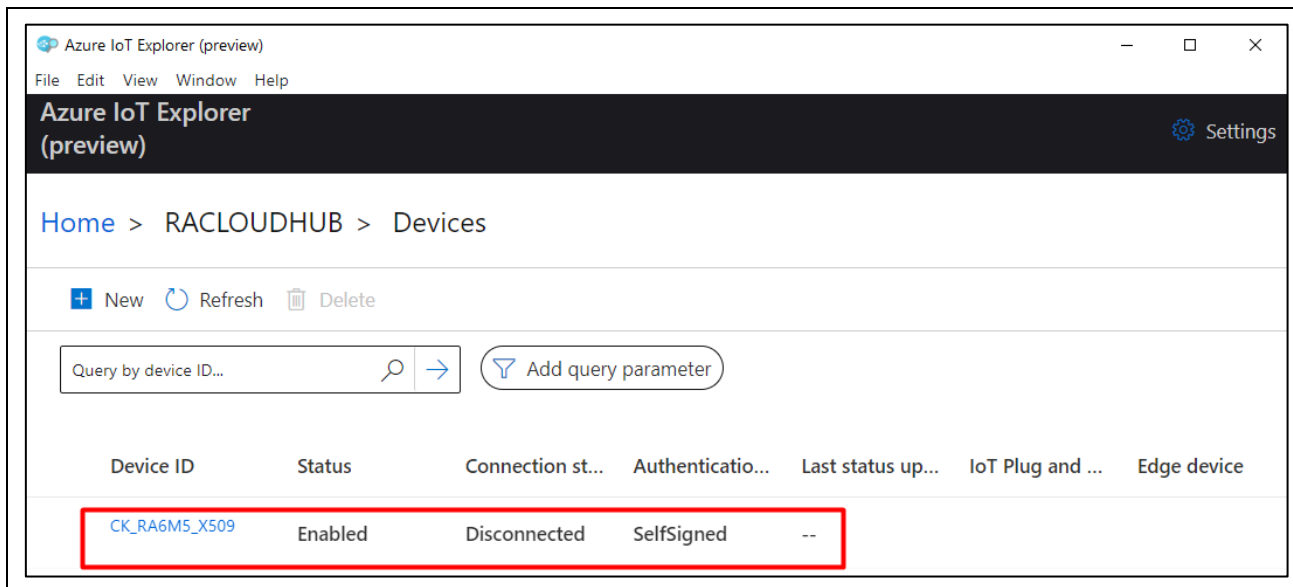 Azure IoT Explorer (preview)
File Edit View Window Help
Azure IoT Explorer
(preview)
Settings
Home > RACLOUDHUB > Devices
New Refresh Delete
Query by device ID... Add query parameter
Device ID Status Connection st... Authenticatio... Last status up... IoT Plug and ... Edge device
CK_RA6M5_X509 Enabled Disconnected SelfSigned --